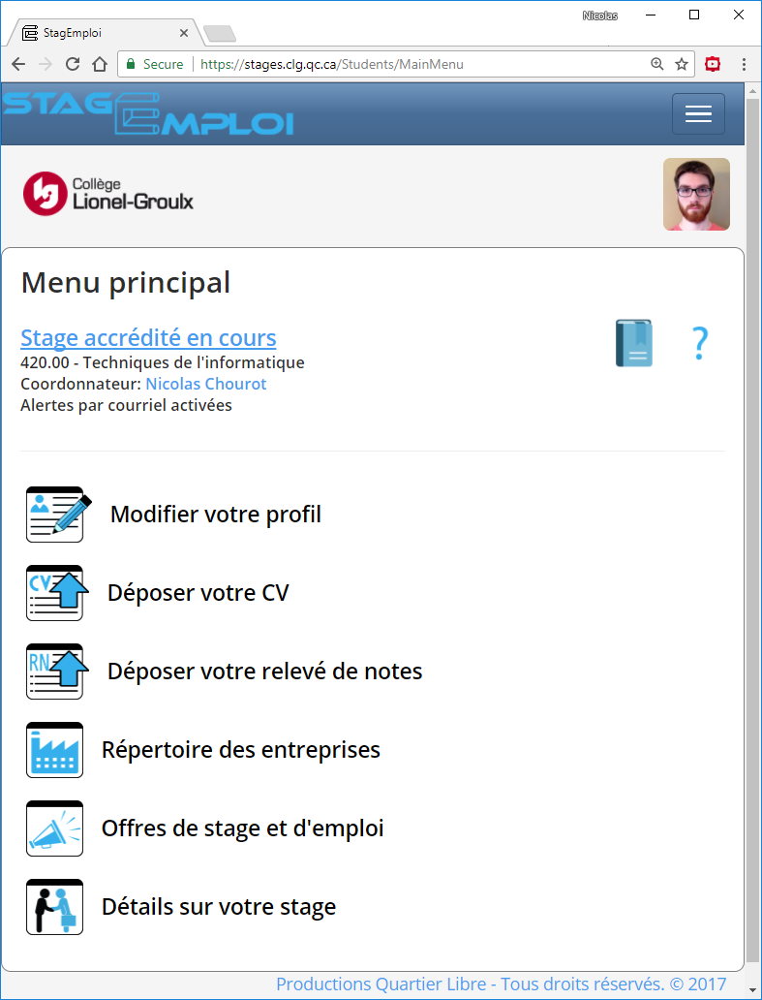 Nicolas
StagEmploi
Secure https://stages.clg.qc.ca/Students/MainMenu
STAGEMPLOI
Collège
Lionel-Groulx
Menu principal
Stage accrédité en cours
?
420.00 - Techniques de l'informatique
Coordonnateur: Nicolas Chourot
Alertes par courriel activées
Modifier votre profil
CV
Déposer votre CV
RN
Déposer votre relevé de notes
Répertoire des entreprises
Offres de stage et d'emploi
Détails sur votre stage
Productions Quartier Libre - Tous droits réservés. © 2017